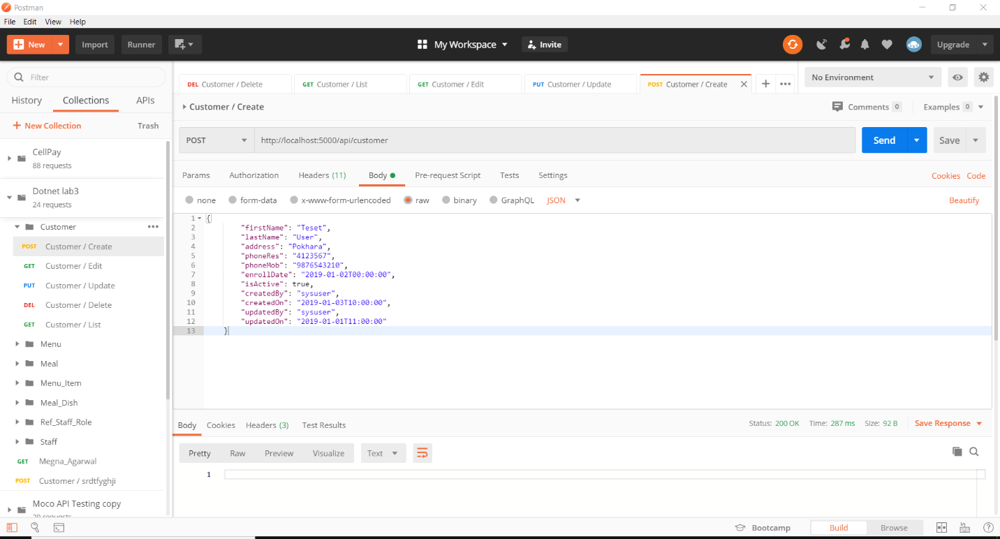 Postman
File Edit View Help
New Import Runner My Workspace Invite Upgrade
Filter
History Collections APIs
New Collection Trash
CellPay
88 requests
Dotnet lab3
24 requests
Customer
POST Customer / Create
GET Customer / Edit
PUT Customer / Update
DEL Customer / Delete
GET Customer / List
Menu
Meal
Menu_Item
Meal_Dish
Ref_Staff_Role
Staff
GET Megna_Agarwal
POST Customer / srdtfyghji
Moco API Testing copy
29 requests
DEL Customer / Delete GET Customer / List GET Customer / Edit PUT Customer / Update POST Customer / Create No Environment
Customer / Create Comments 0 Examples 0
POST http://localhost:5000/api/customer Send Save
Params Authorization Headers (11) Body Pre-request Script Tests Settings Cookies Code
none form-data x-www-form-urlencoded raw binary GraphQL JSON Beautify
1 {
2 "firstName": "Teset",
3 "lastName": "User",
4 "address": "Pokhara",
5 "phoneRes": "4123567",
6 "phoneMob": "9876543210",
7 "enrollDate": "2019-01-02T00:00:00",
8 "isActive": true,
9 "createdBy": "sysuser",
10 "createdOn": "2019-01-03T10:00:00",
11 "updatedBy": "sysuser",
12 "updatedOn": "2019-01-01T11:00:00"
13 }
Body Cookies Headers (3) Test Results Status: 200 OK Time: 287 ms Size: 92 B Save Response
Pretty Raw Preview Visualize Text
1
Bootcamp Build Browse